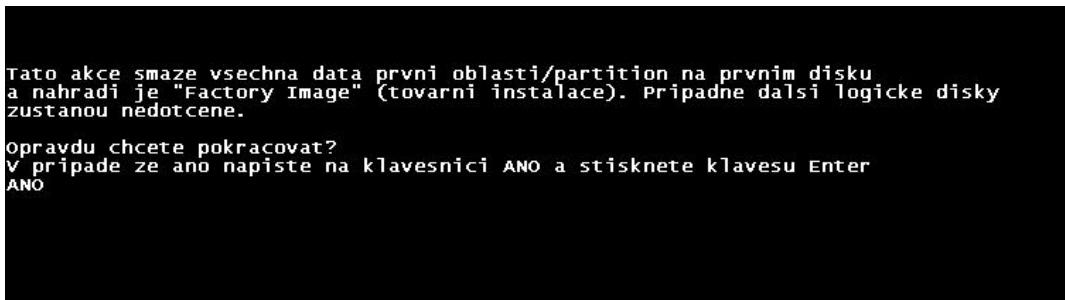 Tato akce smaze vsechna data prvni oblasti/partition na prvnim disku
a nahradi je "Factory Image" (tovarni instalace). Pripadne dalsi logicke disky
zustanou nedotcene.
Opravdu chcete pokracovat?
V pripade ze ano napiste na klavesnici ANO a stisknete klavesu Enter
ANO